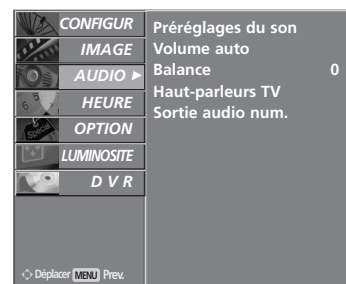 CONFIGUR
IMAGE
AUDIO ►
HEURE
OPTION
LUMINOSITE
D V R
Préréglages du son
Volume auto
Balance 0
Haut-parleurs TV
Sortie audio num.
Déplacer MENU Prev.